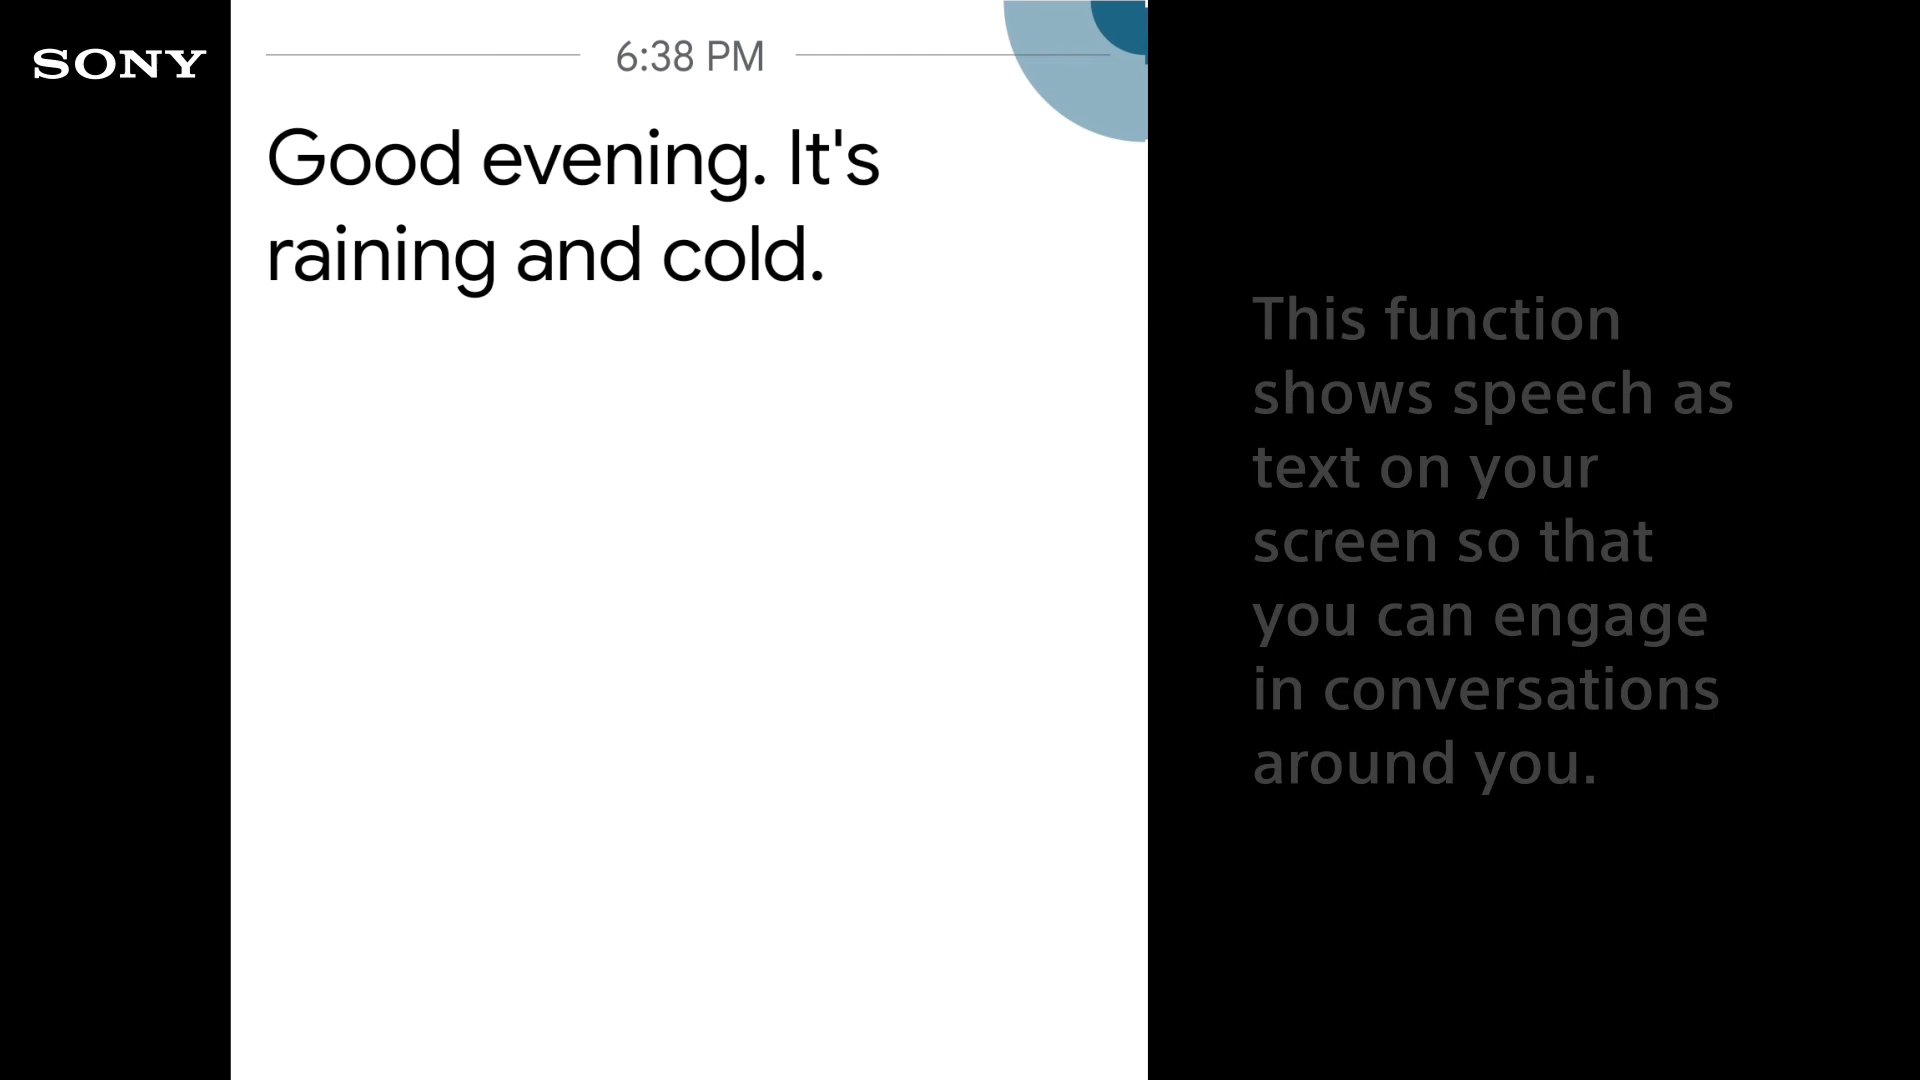 SONY
6:38 PM
Good evening. It's
raining and cold.
This function
shows speech as
text on your
screen so that
you can engage
in conversations
around you.